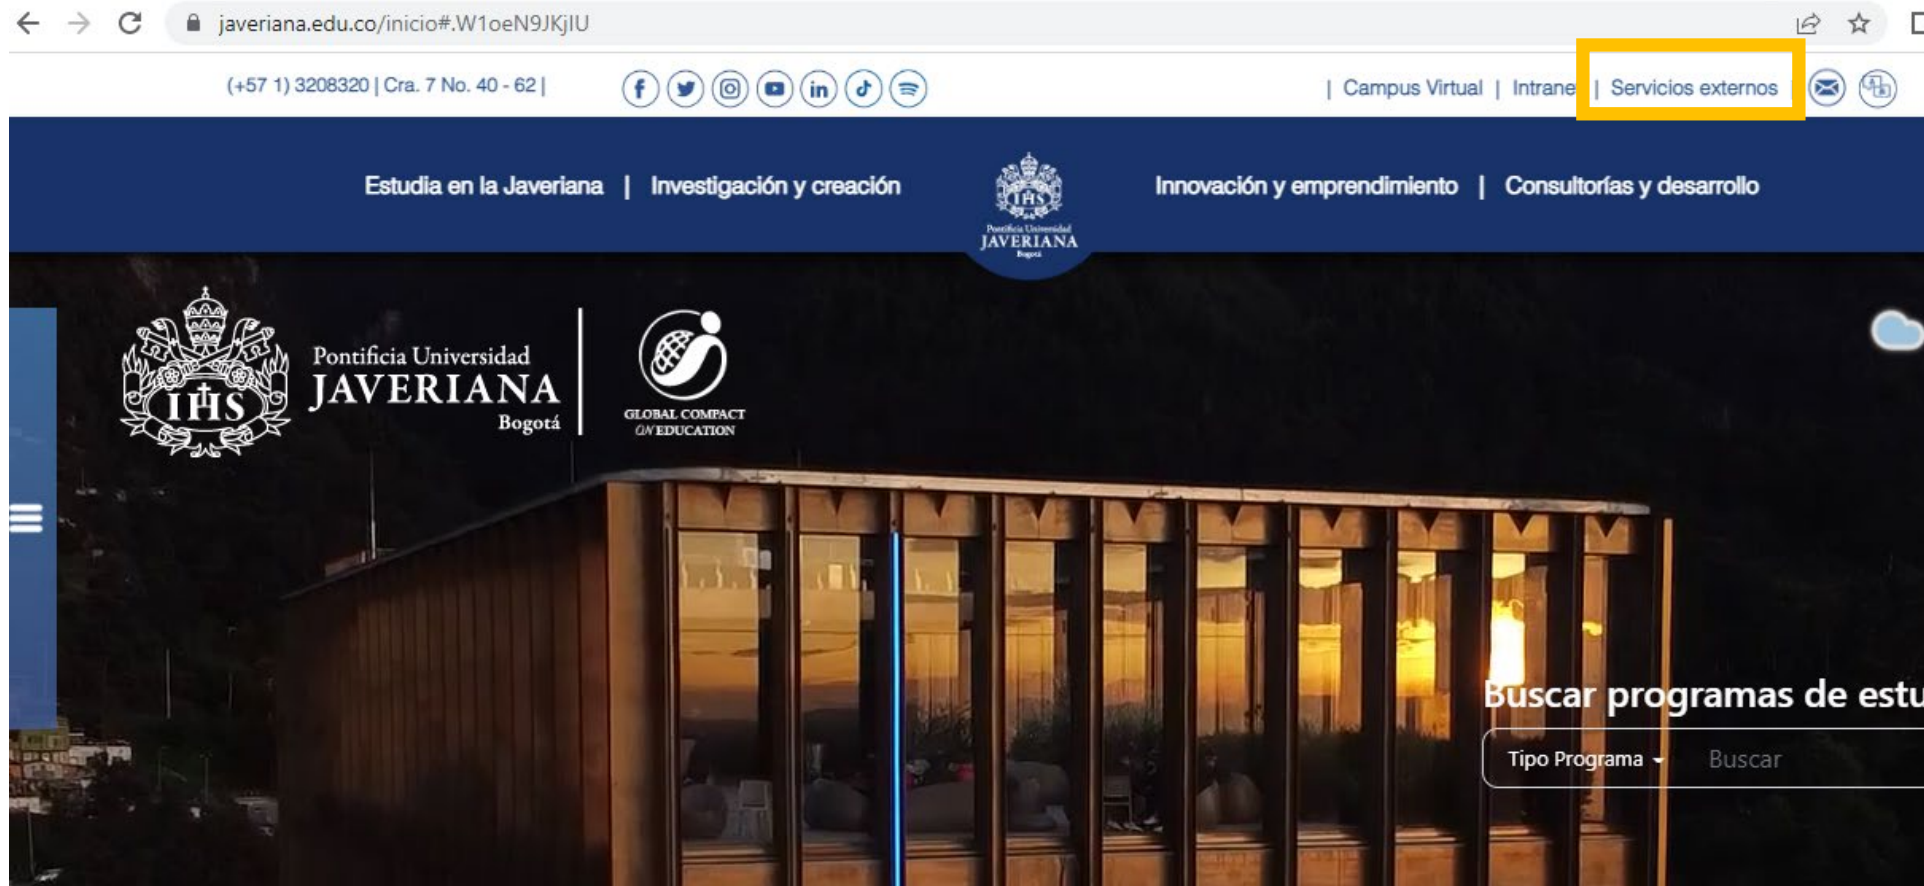 javeriana.edu.co/inicio#.W1oeN9JKjIU
(+57 1) 3208320 | Cra. 7 No. 40 - 62 |
| Campus Virtual | Intrane | Servicios externos
Estudia en la Javeriana | Investigación y creación
Innovación y emprendimiento | Consultorías y desarrollo
IHS
Pontificia Universidad
JAVERIANA
Bogotá
IHS
Pontificia Universidad
JAVERIANA
Bogotá
GLOBAL COMPACT
ON EDUCATION
Buscar programas de estu
Tipo Programa
Buscar